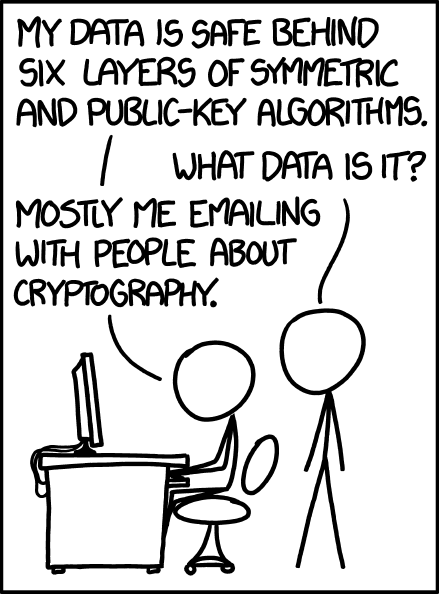 MY DATA IS SAFE BEHIND
SIX LAYERS OF SYMMETRIC
AND PUBLIC-KEY ALGORITHMS.
WHAT DATA IS IT?
MOSTLY ME EMAILING
WITH PEOPLE ABOUT
CRYPTOGRAPHY.